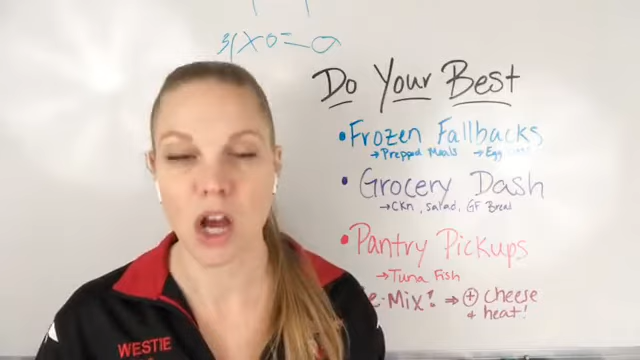 Do Your Best
• Frozen Fallbacks
→ Prepped Meals → Egg
• Grocery Dash
→ Ckn, salad, GF Bread
• Pantry Pickups
→ Tuna Fish
e-Mix! ⇒ ⊕ cheese
+ heat!
WESTIE